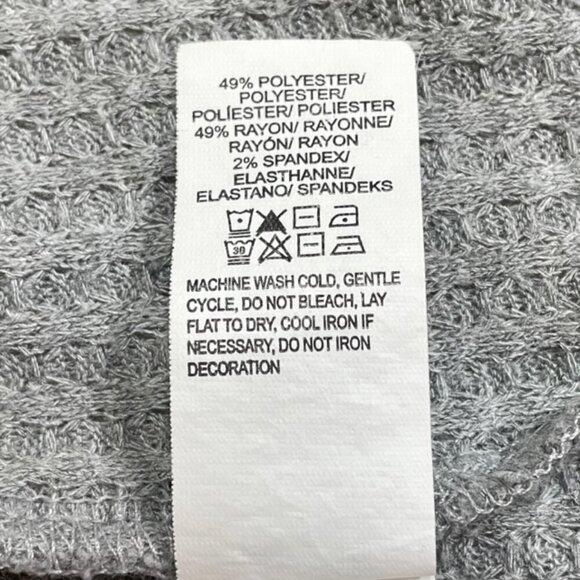 49% POLYESTER/
POLYESTER/
POLÍESTER/ POLIESTER
49% RAYON/ RAYONNE/
RAYÓN/ RAYON
2% SPANDEX/
ELASTHANNE/
ELASTANO/ SPANDEKS
30
MACHINE WASH COLD, GENTLE
CYCLE, DO NOT BLEACH, LAY
FLAT TO DRY, COOL IRON IF
NECESSARY, DO NOT IRON
DECORATION